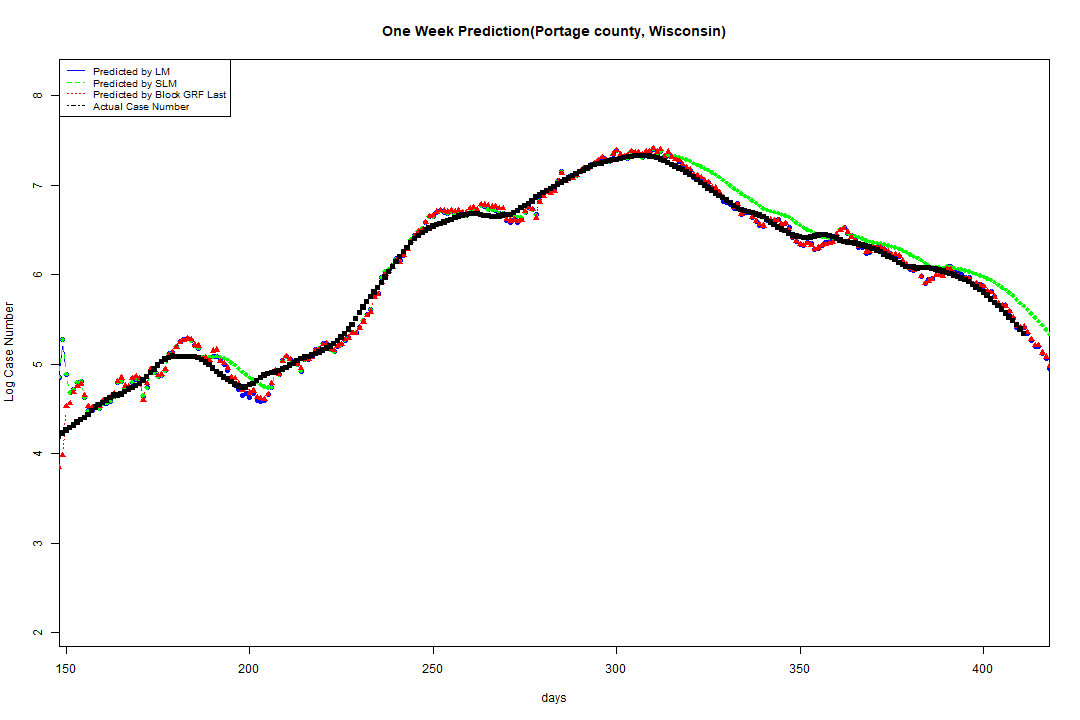 One Week Prediction(Portage county, Wisconsin)
Predicted by LM
Predicted by SLM
Predicted by Block GRF Last
Actual Case Number
Log Case Number
8
7
6
5
4
3
2
150 200 250 300 350 400
days